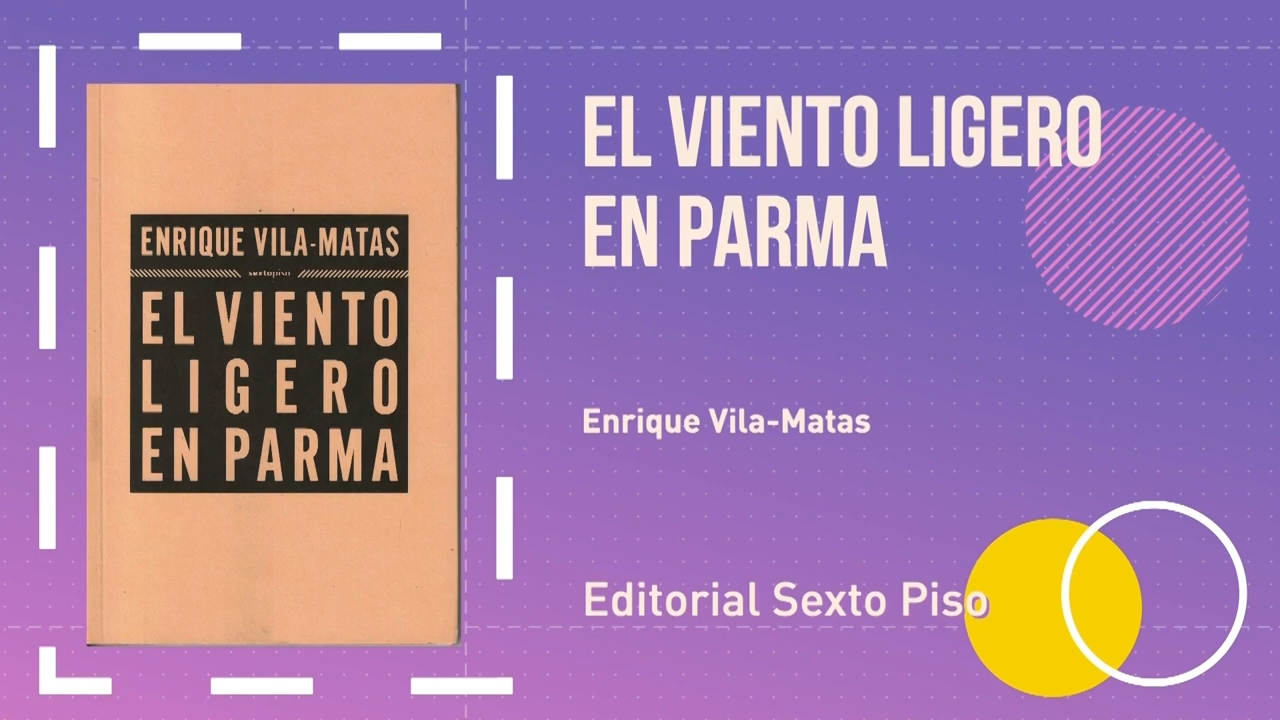 ENRIQUE VILA-MATAS
sextopiso
EL VIENTO
LIGERO
EN PARMA
EL VIENTO LIGERO
EN PARMA
Enrique Vila-Matas
Editorial Sexto Piso